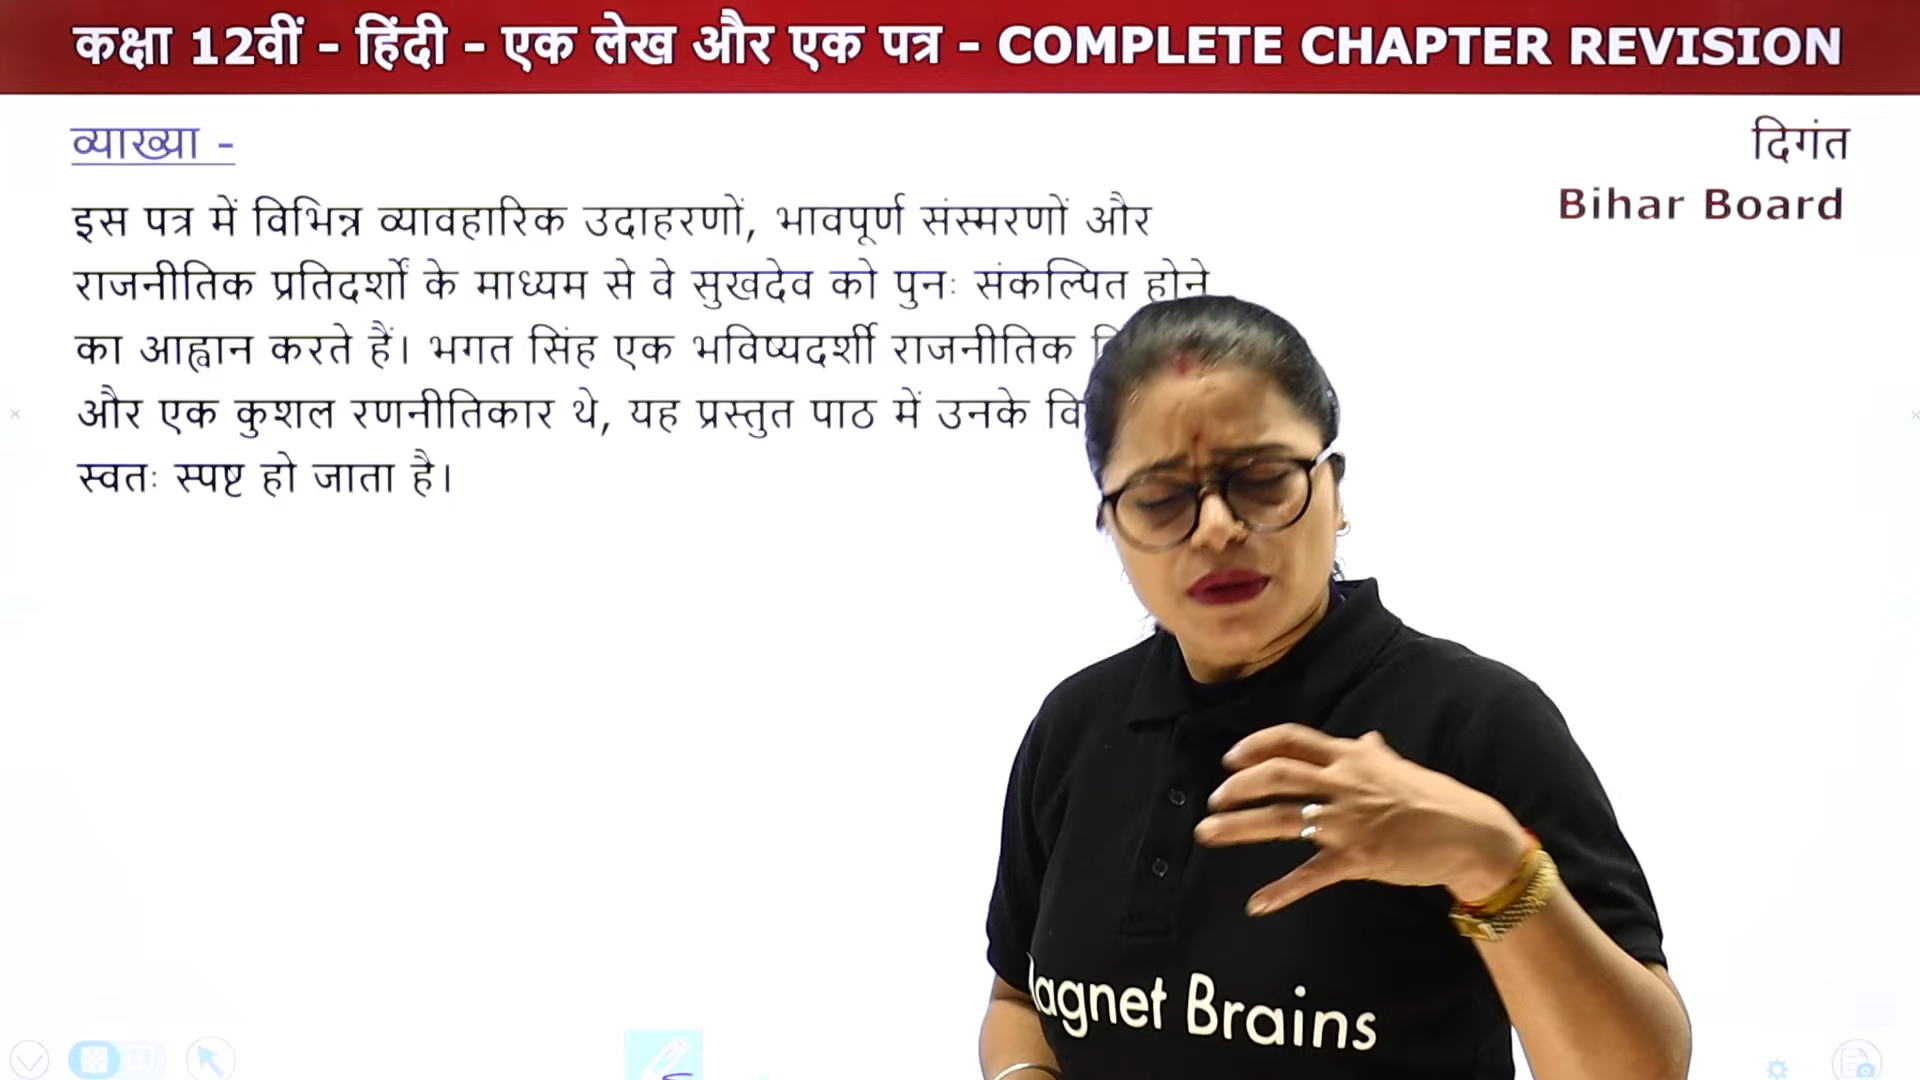 कक्षा 12वीं - हिंदी - एक लेख और एक पत्र - COMPLETE CHAPTER REVISION
व्याख्या -
दिगंत
Bihar Board
इस पत्र में विभिन्न व्यावहारिक उदाहरणों, भावपूर्ण संस्मरणों और
राजनीतिक प्रतिदर्शों के माध्यम से वे सुखदेव को पुनः संकल्पित होने
का आह्वान करते हैं। भगत सिंह एक भविष्यदर्शी राजनीतिक
और एक कुशल रणनीतिकार थे, यह प्रस्तुत पाठ में उनके
स्वतः स्पष्ट हो जाता है।
agnet Brains